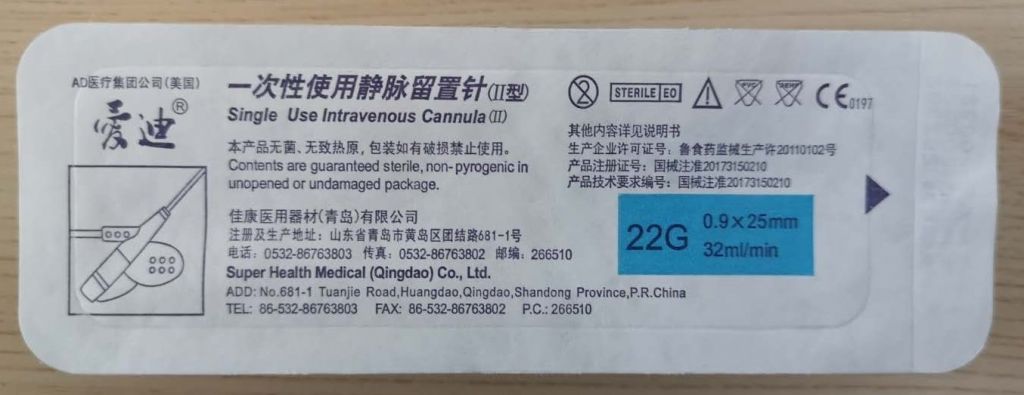 AD医疗集团公司(美国)
爱迪®
一次性使用静脉留置针(II型)
Single Use Intravenous Cannula(II)
本产品无菌、无致热原，包装如有破损禁止使用。
Contents are guaranteed sterile, non-pyrogenic in
unopened or undamaged package.
佳康医用器材(青岛)有限公司
注册及生产地址：山东省青岛市黄岛区团结路681-1号
电话：0532-86763803 传真：0532-86763802 邮编：266510
Super Health Medical (Qingdao) Co., Ltd.
ADD: No.681-1 Tuanjie Road,Huangdao,Qingdao,Shandong Province,P.R.China
TEL: 86-532-86763803 FAX: 86-532-86763802 P.C.: 266510
2 STERILE EO PVC DEHP CE0197
其他内容详见说明书
生产企业许可证号：鲁食药监械生产许20110102号
产品注册证号：国械注准20173150210
产品技术要求编号：国械注准20173150210
22G 0.9×25mm
32ml/min